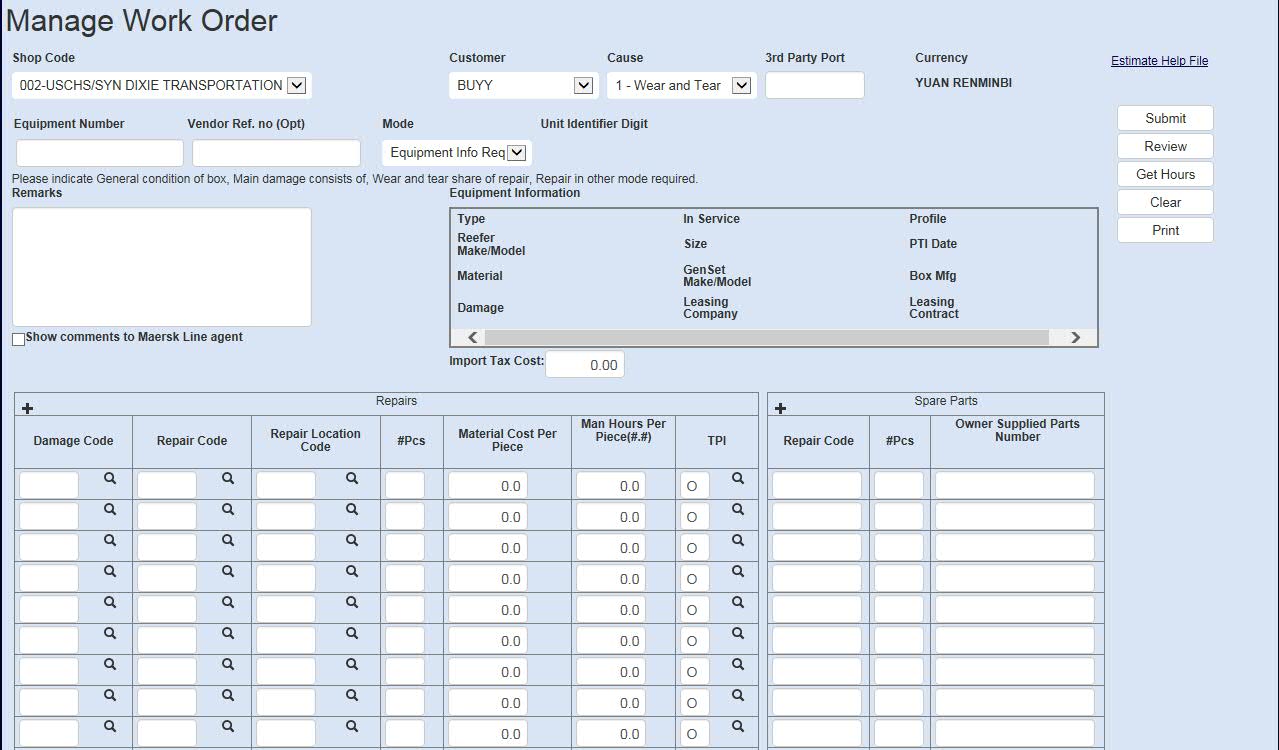 Manage Work Order
Shop Code Customer Cause 3rd Party Port Currency Estimate Help File
002-USCHS/SYN DIXIE TRANSPORTATION BUYY 1 - Wear and Tear YUAN RENMINBI
Submit
Equipment Number Vendor Ref. no (Opt) Mode Unit Identifier Digit
Review
Equipment Info Req
Get Hours
Please indicate General condition of box, Main damage consists of, Wear and tear share of repair, Repair in other mode required.
Remarks Equipment Information
Clear
Type In Service Profile
Print
Reefer
Make/Model
Size PTI Date
Material
GenSet
Make/Model
Box Mfg
Damage
Leasing
Company
Leasing
Contract
Show comments to Maersk Line agent
Import Tax Cost: 0.00
Repairs Spare Parts
Damage Code
Repair Code
Repair Location
Code
#Pcs
Material Cost Per
Piece
Man Hours Per
Piece(#.#)
TPI
Repair Code
#Pcs
Owner Supplied Parts
Number
0.0 0.0 O
0.0 0.0 O
0.0 0.0 O
0.0 0.0 O
0.0 0.0 O
0.0 0.0 O
0.0 0.0 O
0.0 0.0 O
0.0 0.0 O